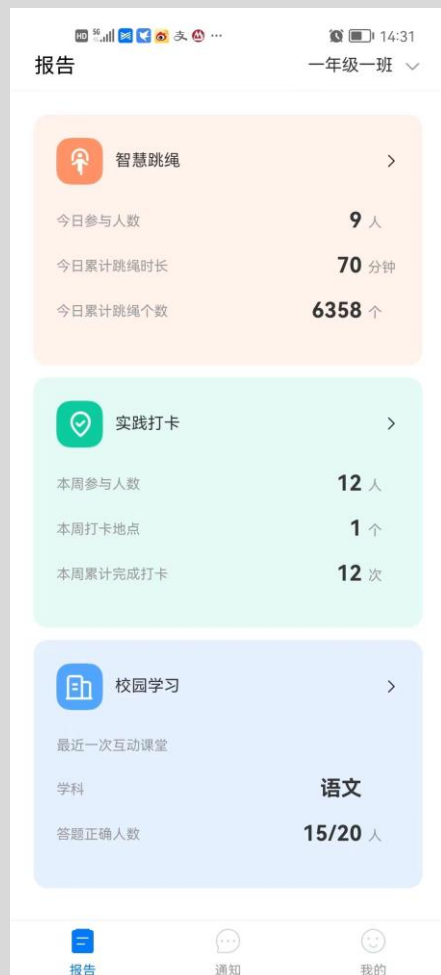 HD 5G 支 ··· 14:31
报告 一年级一班
智慧跳绳
今日参与人数 9 人
今日累计跳绳时长 70 分钟
今日累计跳绳个数 6358 个
实践打卡
本周参与人数 12 人
本周打卡地点 1 个
本周累计完成打卡 12 次
校园学习
最近一次互动课堂
学科 语文
答题正确人数 15/20 人
报告 通知 我的